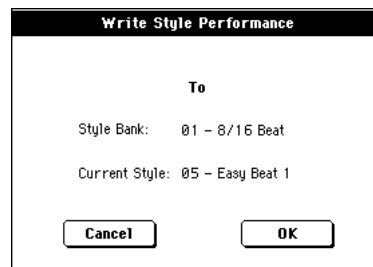 Write Style Performance
To
Style Bank: 01 - 8/16 Beat
Current Style: 05 - Easy Beat 1
Cancel OK